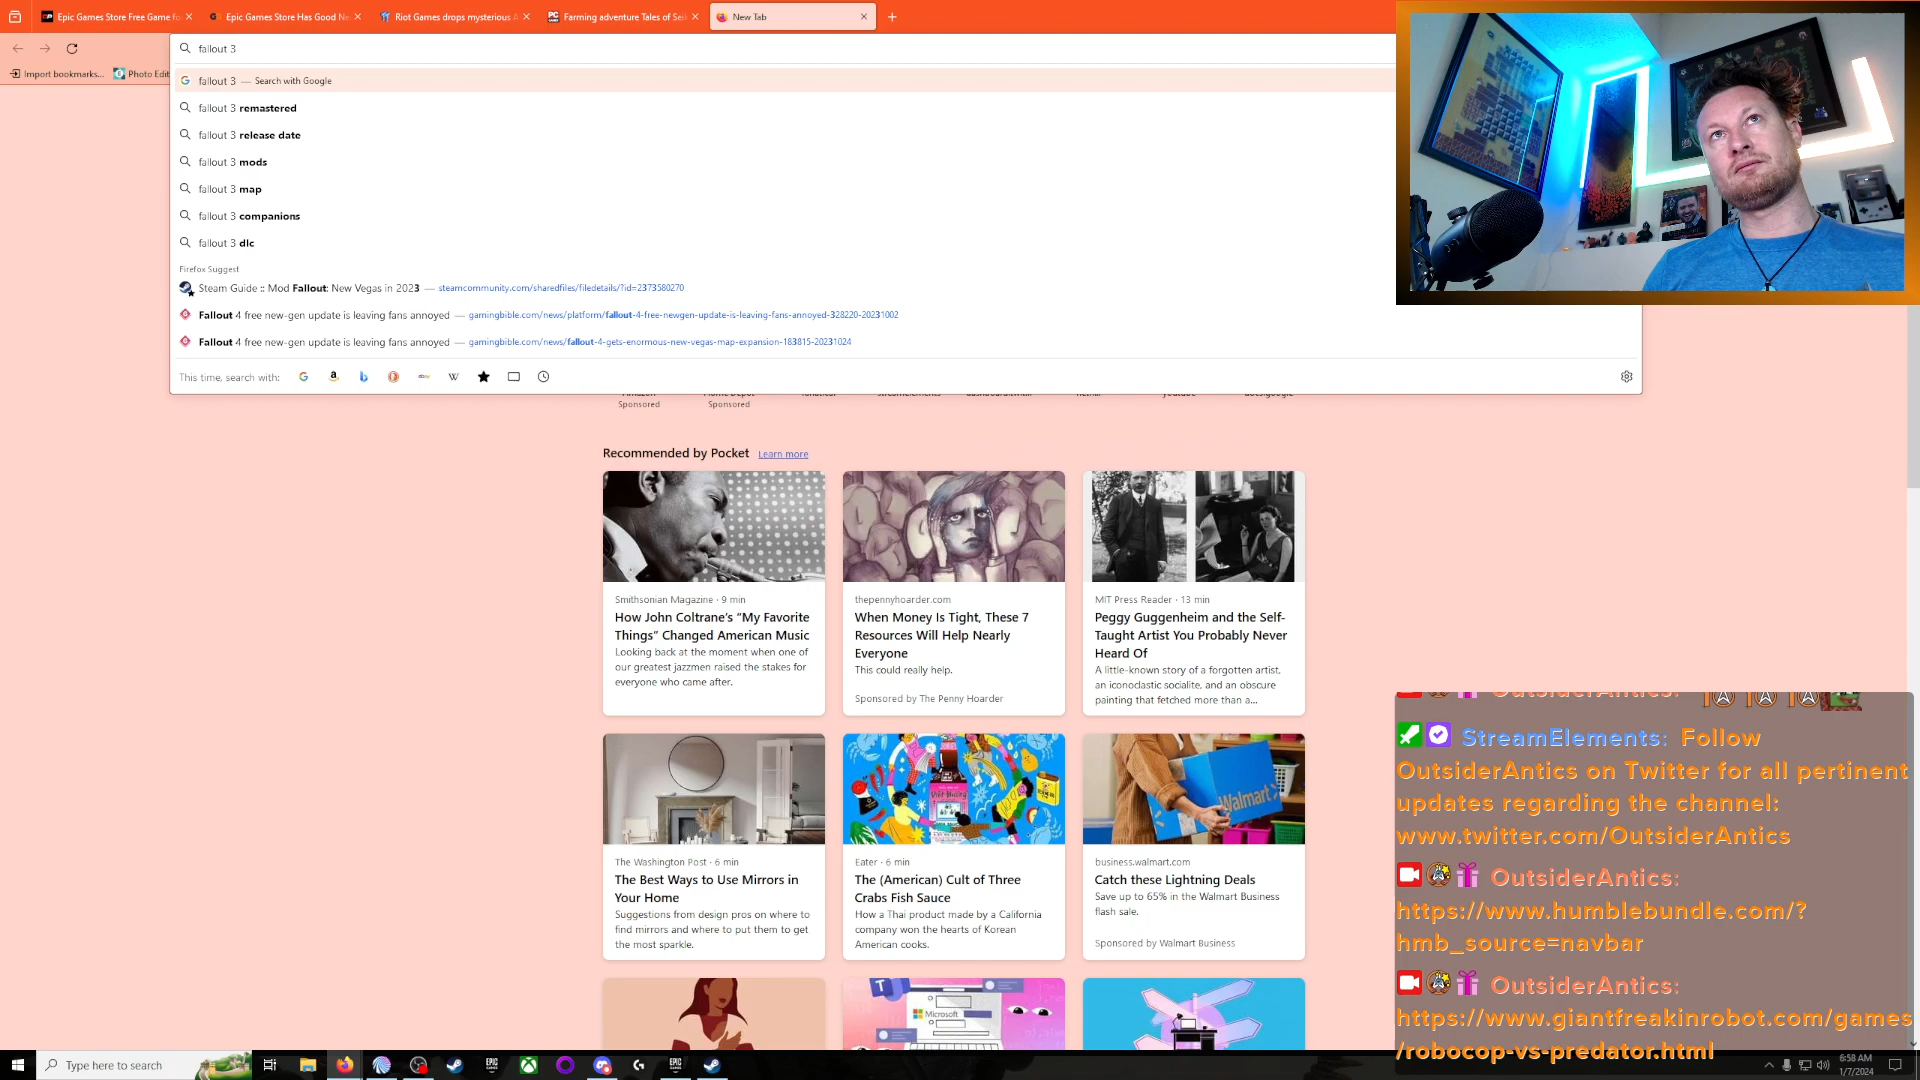 Epic Games Store Free Game fo
Epic Games Store Has Good Ne
Riot Games drops mysterious
Farming adventure Tales of Seik
New Tab
fallout 3
Import bookmarks...
Photo Edit
fallout 3 — Search with Google
fallout 3 remastered
fallout 3 release date
fallout 3 mods
fallout 3 map
fallout 3 companions
fallout 3 dlc
Firefox Suggest
Steam Guide :: Mod Fallout: New Vegas in 2023 — steamcommunity.com/sharedfiles/filedetails/?id=2373580270
Fallout 4 free new-gen update is leaving fans annoyed — gamingbible.com/news/platform/fallout-4-free-newgen-update-is-leaving-fans-annoyed-328220-20231002
Fallout 4 free new-gen update is leaving fans annoyed — gamingbible.com/news/fallout-4-gets-enormous-new-vegas-map-expansion-183815-20231024
This time, search with:
Sponsored
Sponsored
Recommended by Pocket Learn more
Smithsonian Magazine · 9 min
How John Coltrane's "My Favorite
Things" Changed American Music
Looking back at the moment when one of
our greatest jazzmen raised the stakes for
everyone who came after.
thepennyhoarder.com
When Money Is Tight, These 7
Resources Will Help Nearly
Everyone
This could really help.
Sponsored by The Penny Hoarder
MIT Press Reader · 13 min
Peggy Guggenheim and the Self-
Taught Artist You Probably Never
Heard Of
A little-known story of a forgotten artist,
an iconoclastic socialite, and an obscure
painting that fetched more than a...
The Washington Post · 6 min
The Best Ways to Use Mirrors in
Your Home
Suggestions from design pros on where to
find mirrors and where to put them to get
the most sparkle.
Eater · 6 min
The (American) Cult of Three
Crabs Fish Sauce
How a Thai product made by a California
company won the hearts of Korean
American cooks.
Walmart
business.walmart.com
Catch these Lightning Deals
Save up to 65% in the Walmart Business
flash sale.
Sponsored by Walmart Business
Microsoft
OutsiderAntics:
StreamElements: Follow
OutsiderAntics on Twitter for all pertinent
updates regarding the channel:
www.twitter.com/OutsiderAntics
OutsiderAntics:
https://www.humblebundle.com/?
hmb_source=navbar
OutsiderAntics:
https://www.giantfreakinrobot.com/games
/robocop-vs-predator.html
Type here to search
6:58 AM
1/7/2024